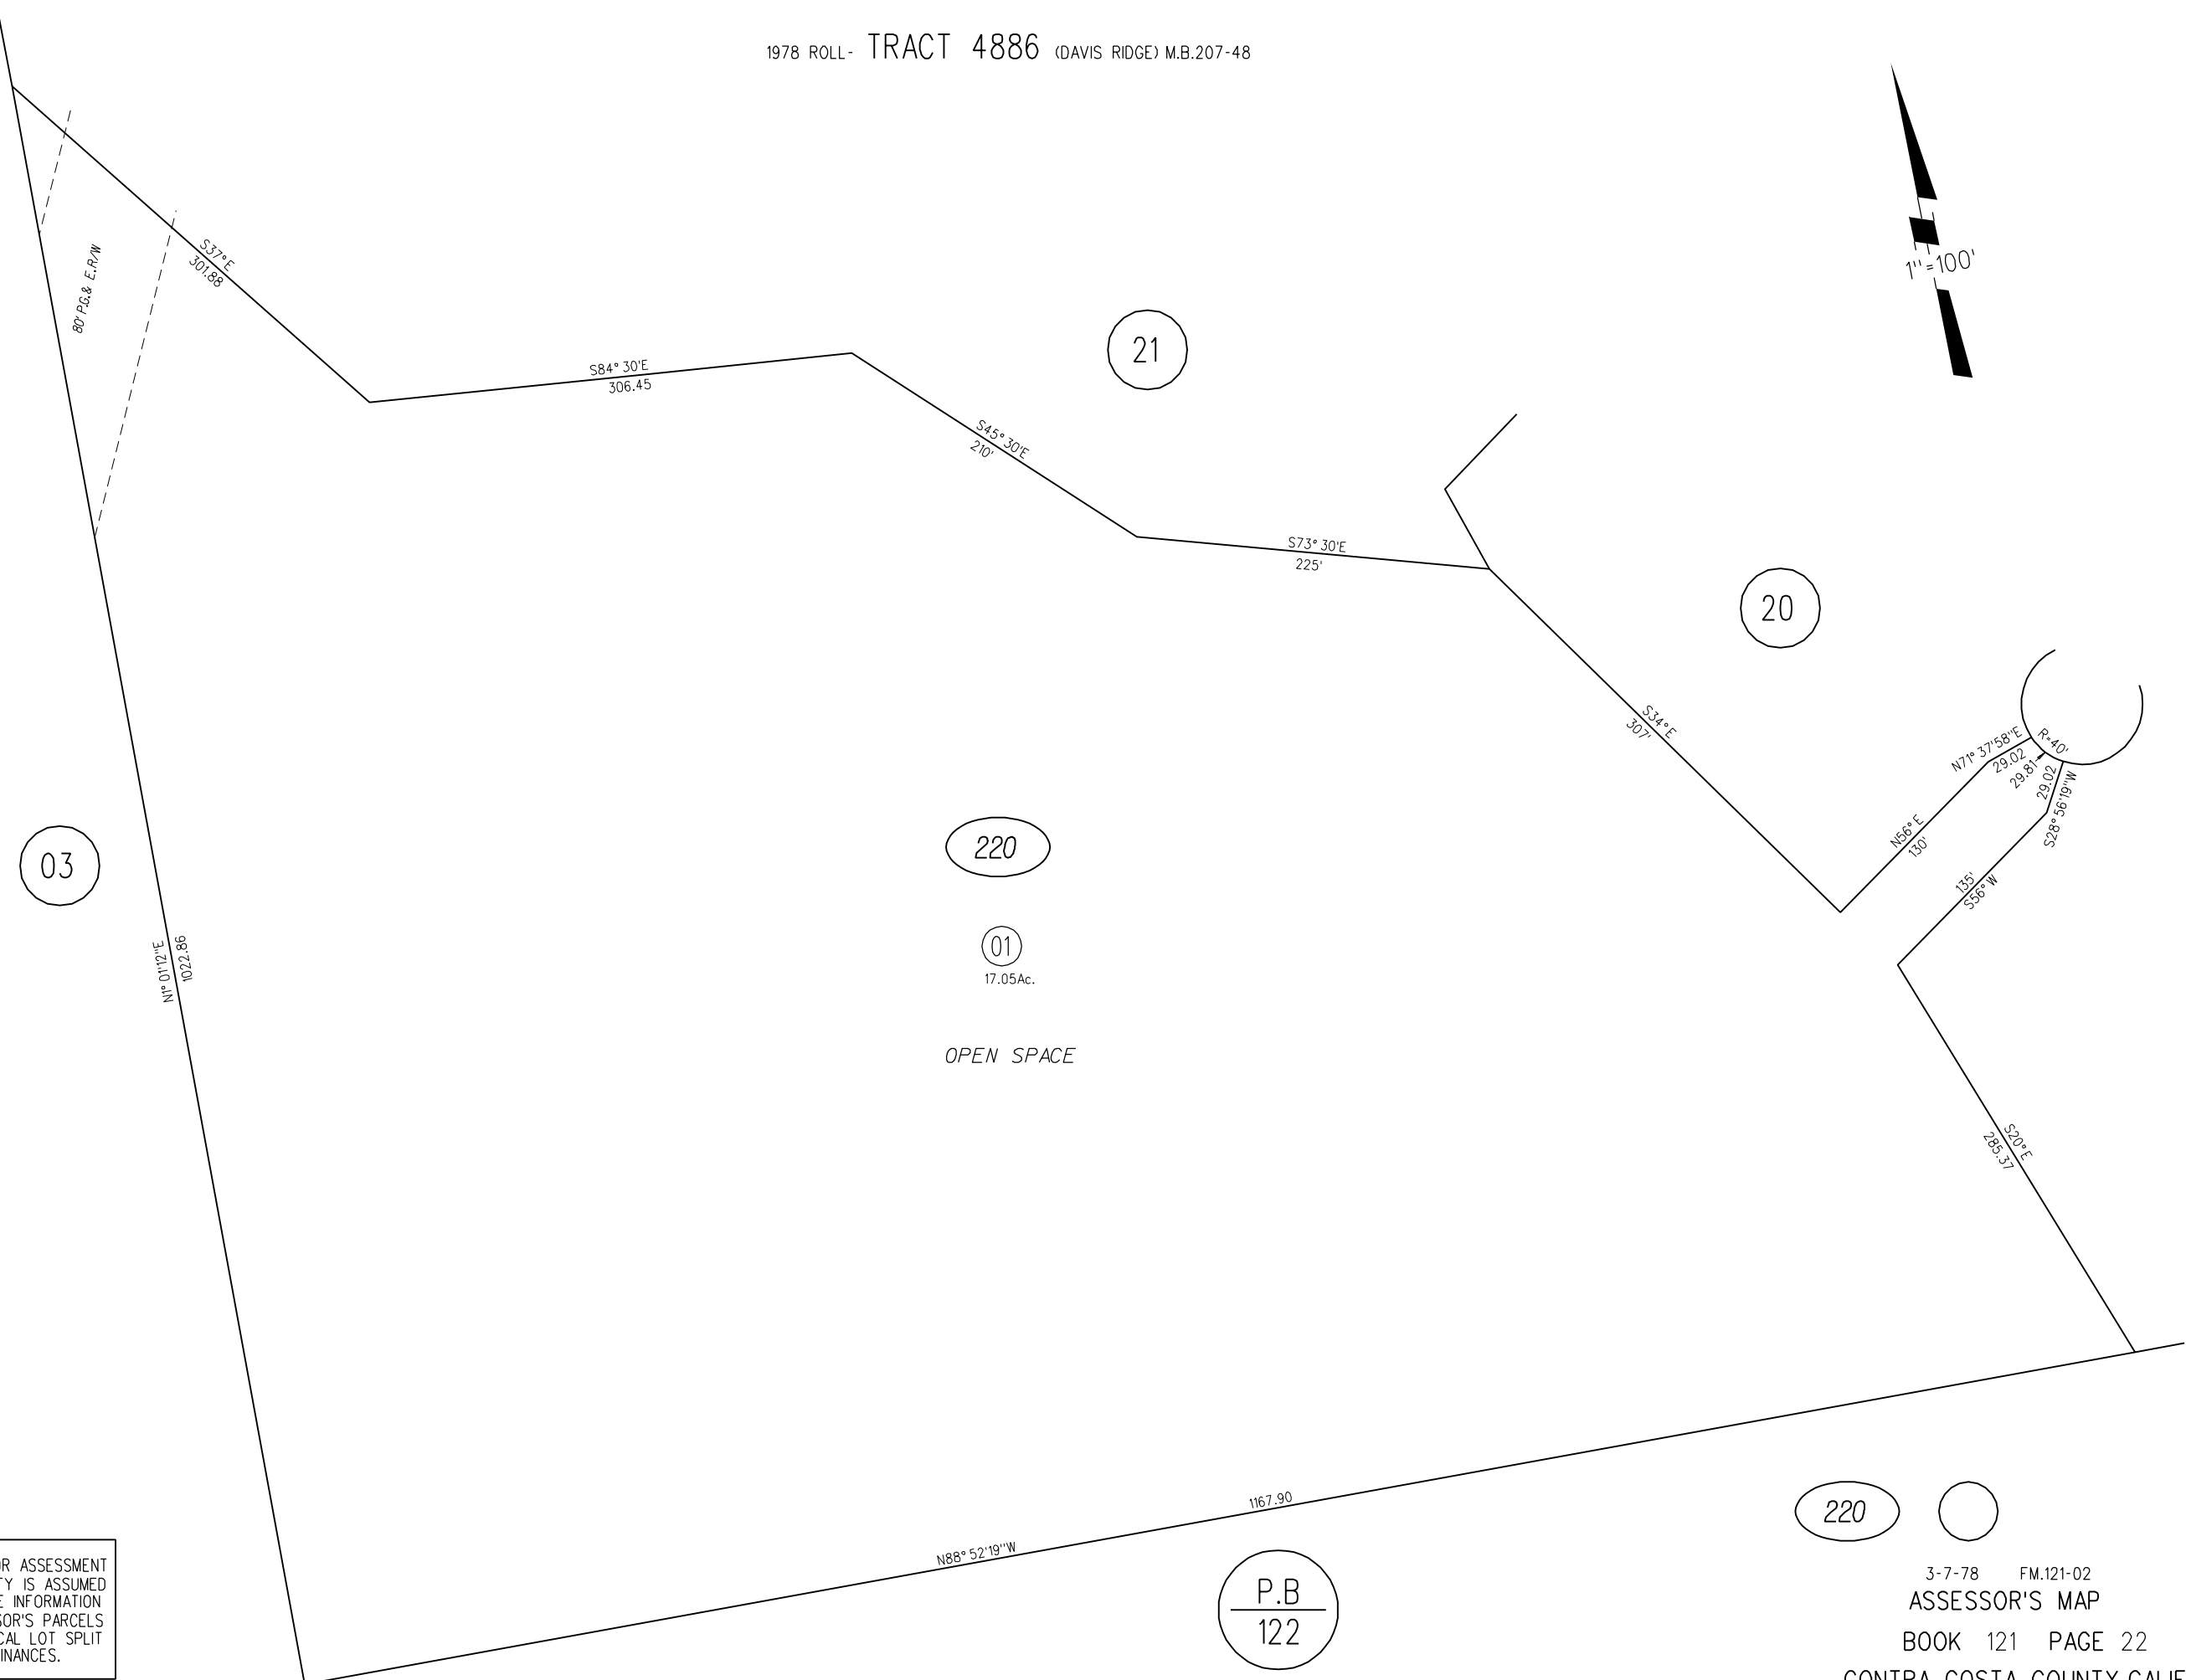 1978 ROLL- TRACT 4886 (DAVIS RIDGE) M.B.207-48
1"=100'
80' P.G.& E.R/W
S37°E
301.88
S84°30'E
306.45
21
S45°30'E
210'
S73°30'E
225'
20
S34°E
307'
N71°37'58"E
29.02
R=40'
29.81
29.02
S28°56'19"W
N56°E
130'
135'
S56°W
03
220
01
17.05Ac.
OPEN SPACE
N1°01'12"E
1022.86
S20°E
285.37
1167.90
N88°52'19"W
P.B
122
220
3-7-78 FM.121-02
ASSESSOR'S MAP
BOOK 121 PAGE 22
CONTRA COSTA COUNTY, CALIF
R ASSESSMENT
TY IS ASSUMED
E INFORMATION
SOR'S PARCELS
CAL LOT SPLIT
INANCES.